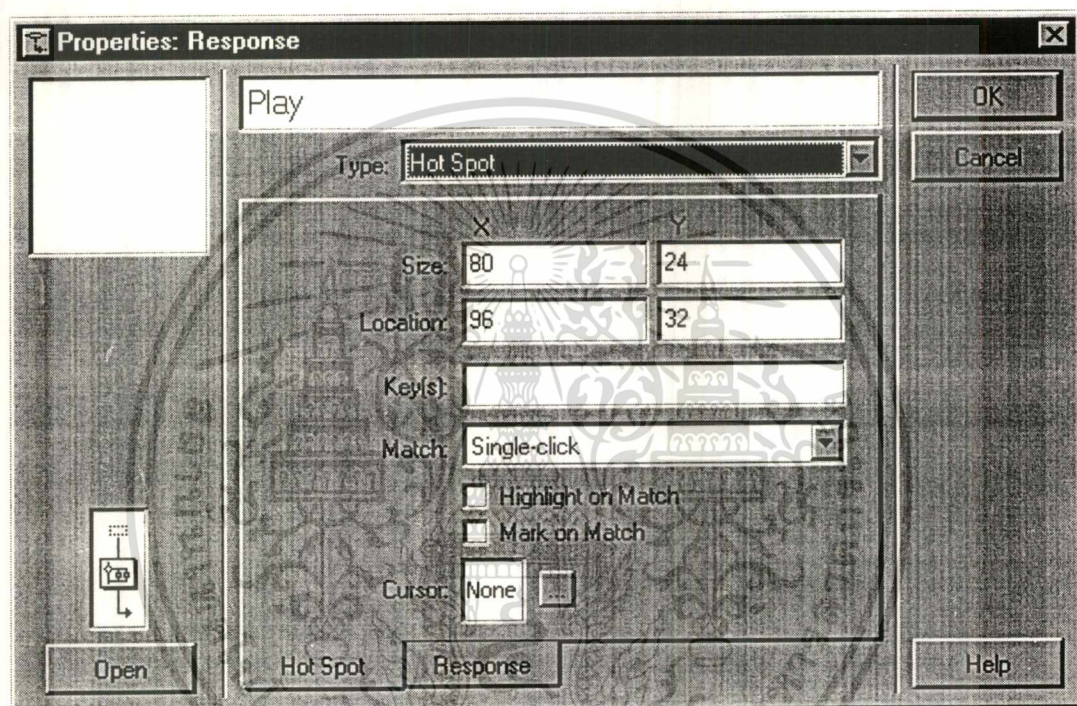 Properties: Response
Play
OK
Type: Hot Spot
Cancel
X Y
Size: 80 24
Location: 96 32
Key(s):
Match: Single-click
Highlight on Match
Mark on Match
Cursor: None ...
Open
Hot Spot Response
Help